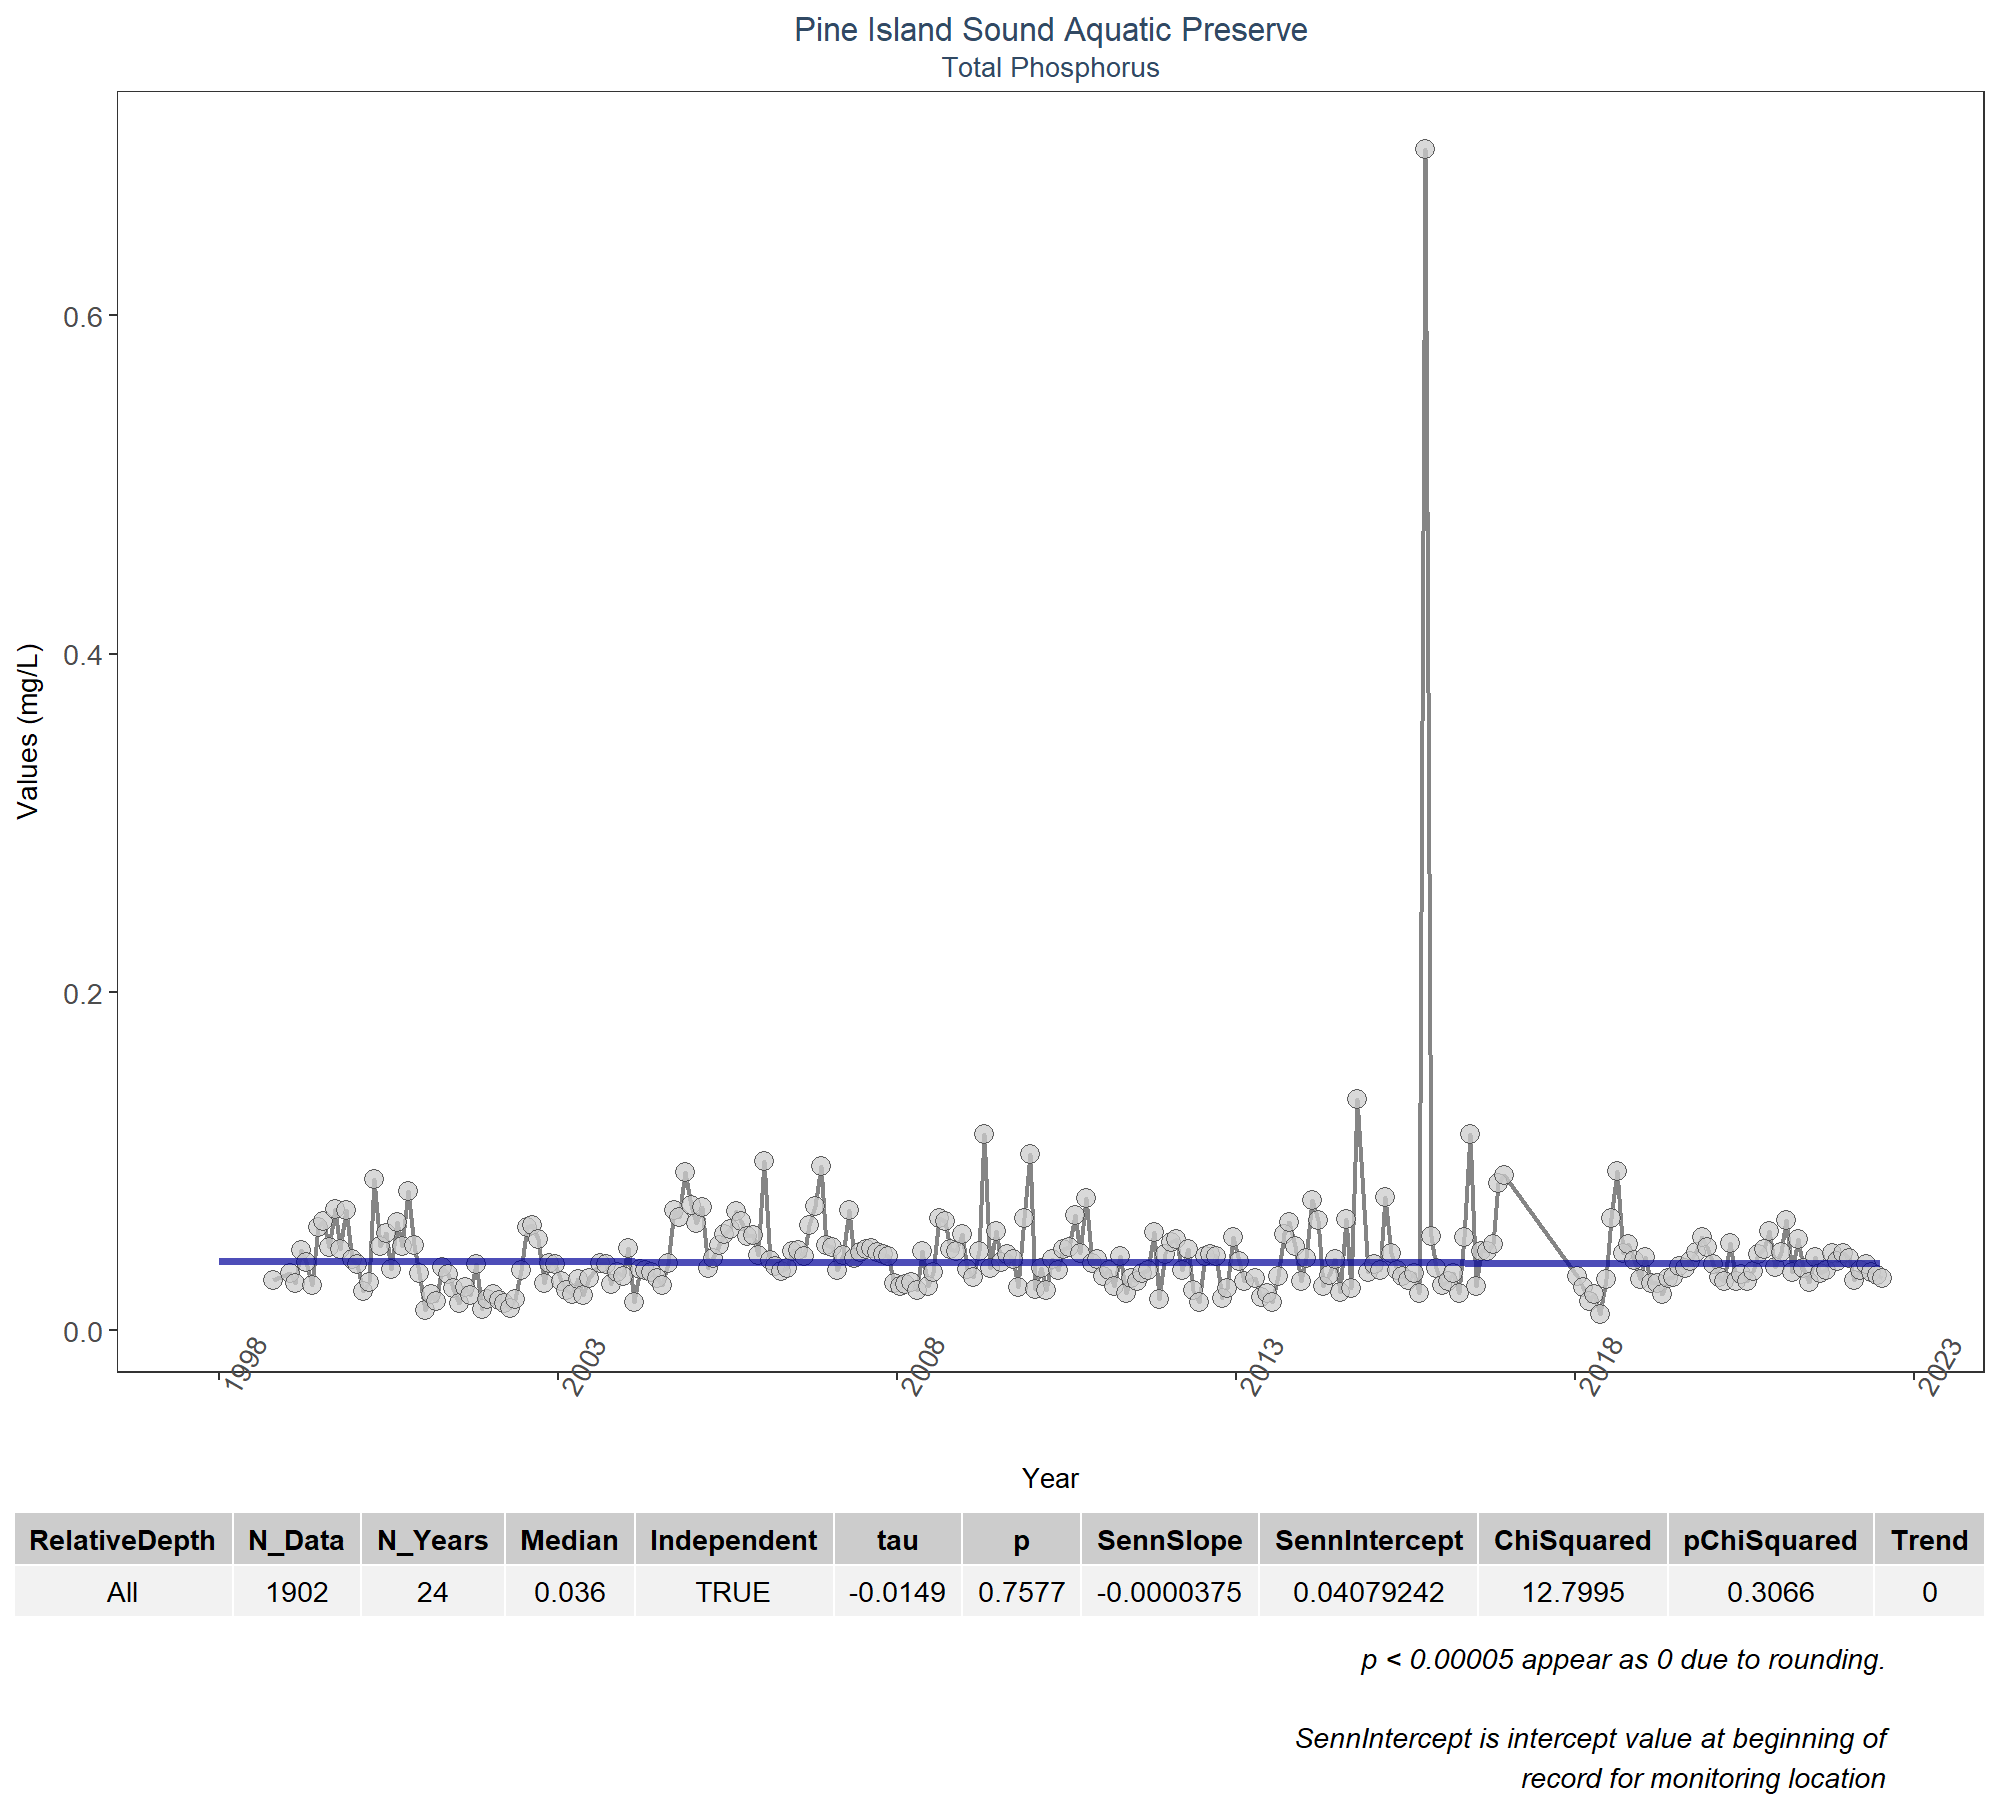 Pine Island Sound Aquatic Preserve
Total Phosphorus
Values (mg/L)
0.6
0.4
0.2
0.0
1998 2003 2008 2013 2018 2023
Year
RelativeDepth N_Data N_Years Median Independent tau p SennSlope SennIntercept ChiSquared pChiSquared Trend
All 1902 24 0.036 TRUE -0.0149 0.7577 -0.0000375 0.04079242 12.7995 0.3066 0
p < 0.00005 appear as 0 due to rounding.
SennIntercept is intercept value at beginning of
record for monitoring location